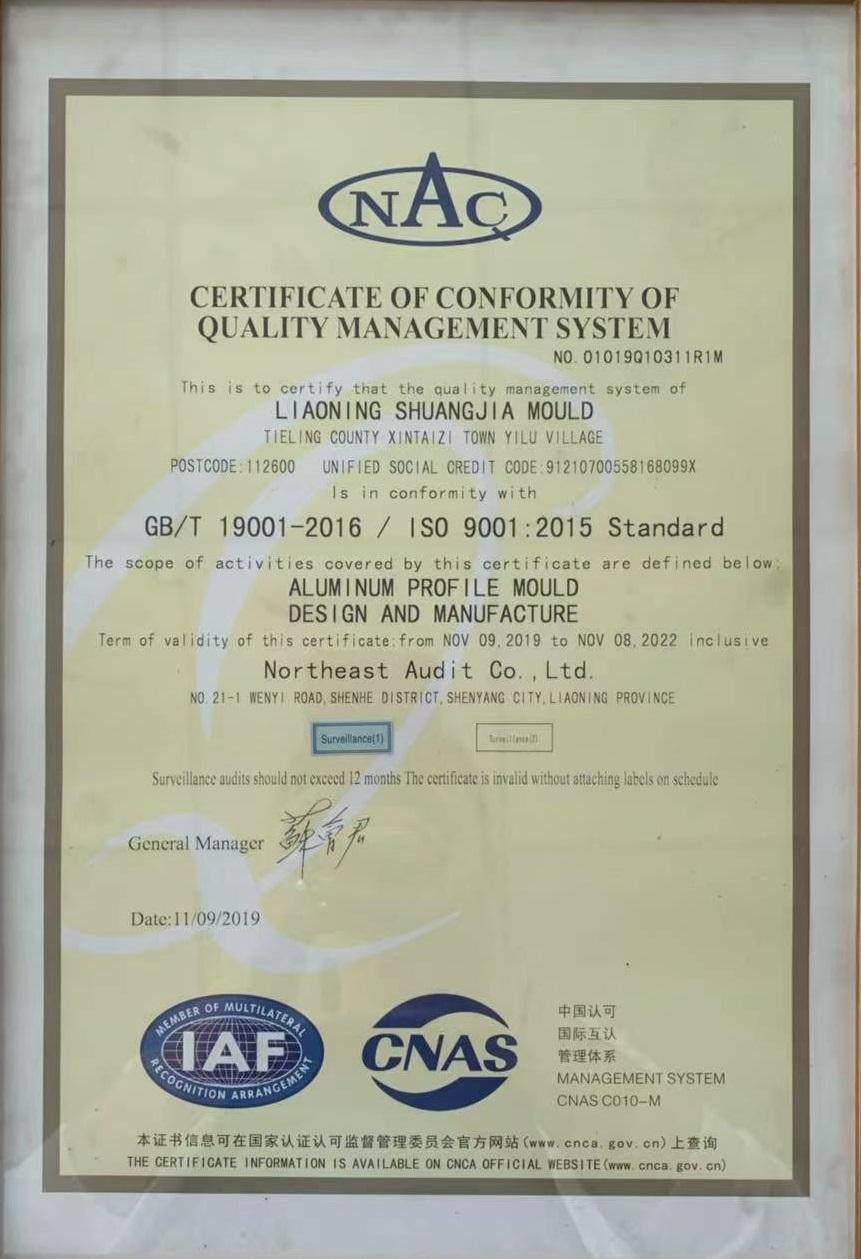 NAC
CERTIFICATE OF CONFORMITY OF
QUALITY MANAGEMENT SYSTEM
NO. 01019Q10311R1M
This is to certify that the quality management system of
LIAONING SHUANGJIA MOULD
TIELING COUNTY XINTAIZI TOWN YILU VILLAGE
POSTCODE:112600 UNIFIED SOCIAL CREDIT CODE:91210700558168099X
Is in conformity with
GB/T 19001-2016 / ISO 9001:2015 Standard
The scope of activities covered by this certificate are defined below:
ALUMINUM PROFILE MOULD
DESIGN AND MANUFACTURE
Term of validity of this certificate:from NOV 09,2019 to NOV 08,2022 inclusive
Northeast Audit Co.,Ltd.
NO.21-1 WENYI ROAD,SHENHE DISTRICT,SHENYANG CITY,LIAONING PROVINCE
Surveillance(1) Surveillance(2)
Surveillance audits should not exceed 12 months The certificate is invalid without attaching labels on schedule
General Manager
Date:11/09/2019
MEMBER OF MULTILATERAL
IAF
RECOGNITION ARRANGEMENT
CNAS
中国认可
国际互认
管理体系
MANAGEMENT SYSTEM
CNAS C010-M
本证书信息可在国家认证认可监督管理委员会官方网站(www.cnca.gov.cn)上查询
THE CERTIFICATE INFORMATION IS AVAILABLE ON CNCA OFFICIAL WEBSITE(www.cnca.gov.cn)